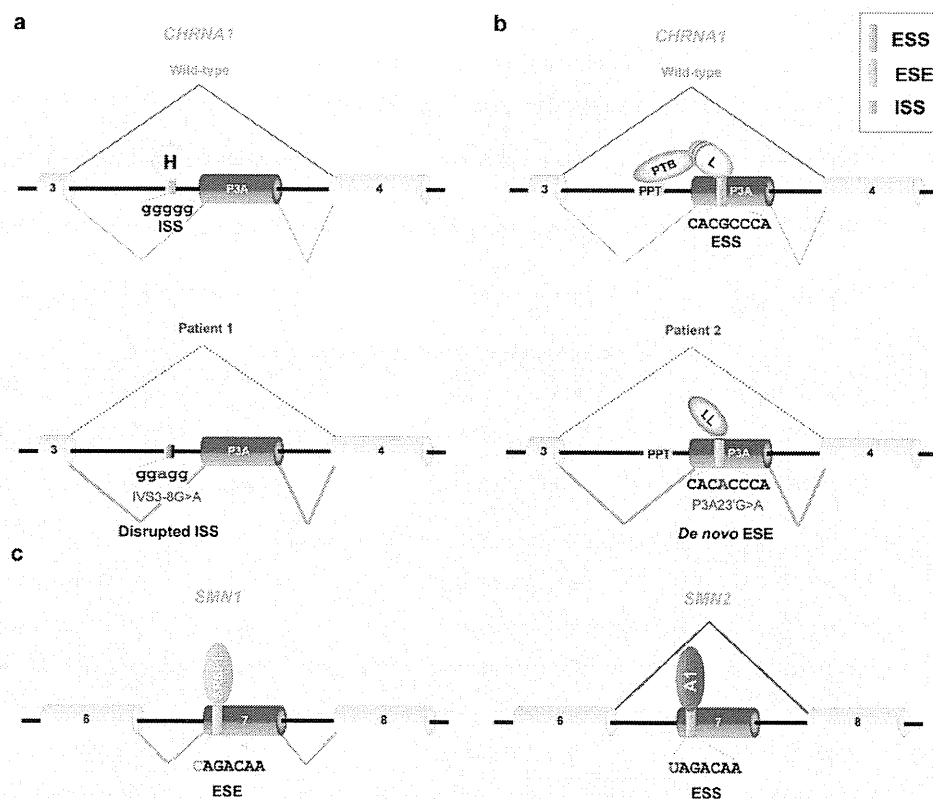 a
CHRNA1
Wild-type
H
3
P3A
4
ggggg
ISS
Patient 1
3
P3A
4
ggagg
IVS3-8G>A
Disrupted ISS
b
CHRNA1
Wild-type
PTB
L
3
PPT
P3A
4
CACGCCCA
ESS
Patient 2
LL
3
PPT
P3A
4
CACACCCA
P3A23'G>A
De novo ESE
ESS
ESE
ISS
c
SMN1
6
7
8
CAGACAA
ESE
SMN2
A1
6
7
8
UAGACAA
ESS